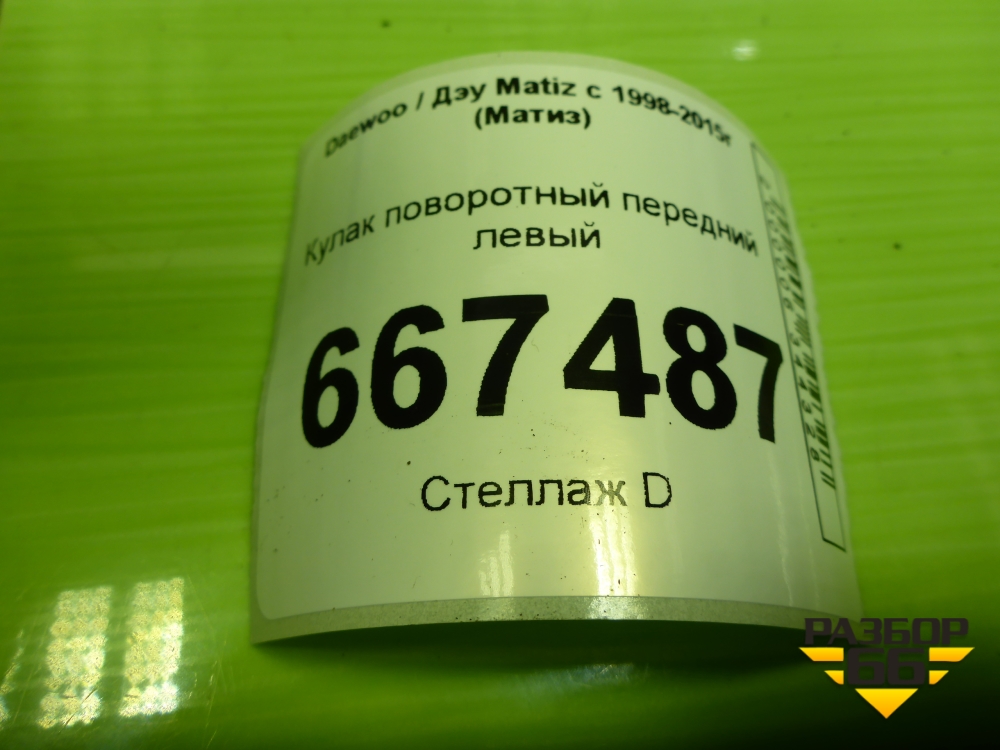 Daewoo / Дэу Matiz с 1998-2015г
(Матиз)
Кулак поворотный передний
левый
667487
Стеллаж D
РАЗБОР
66